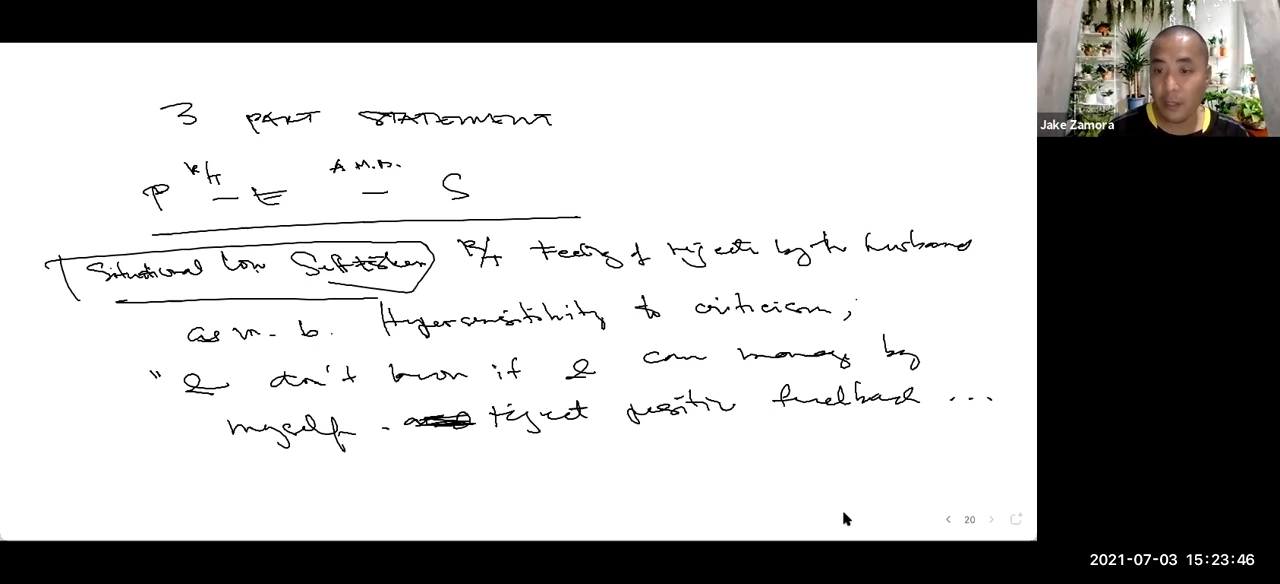 3 PART STATEMENT
P R/T – E A.M.B. – S
Situational Low Self-Esteem R/T Feeling of rejection by the husband
as m.b. Hypersensitivity to criticism;
" I don't know if I can manag by
myself . reject positive feedback ...
Jake Zamora
20
2021-07-03 15:23:46